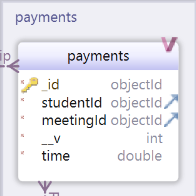 payments
payments
_id objectId
studentId objectId
meetingId objectId
__v int
time double